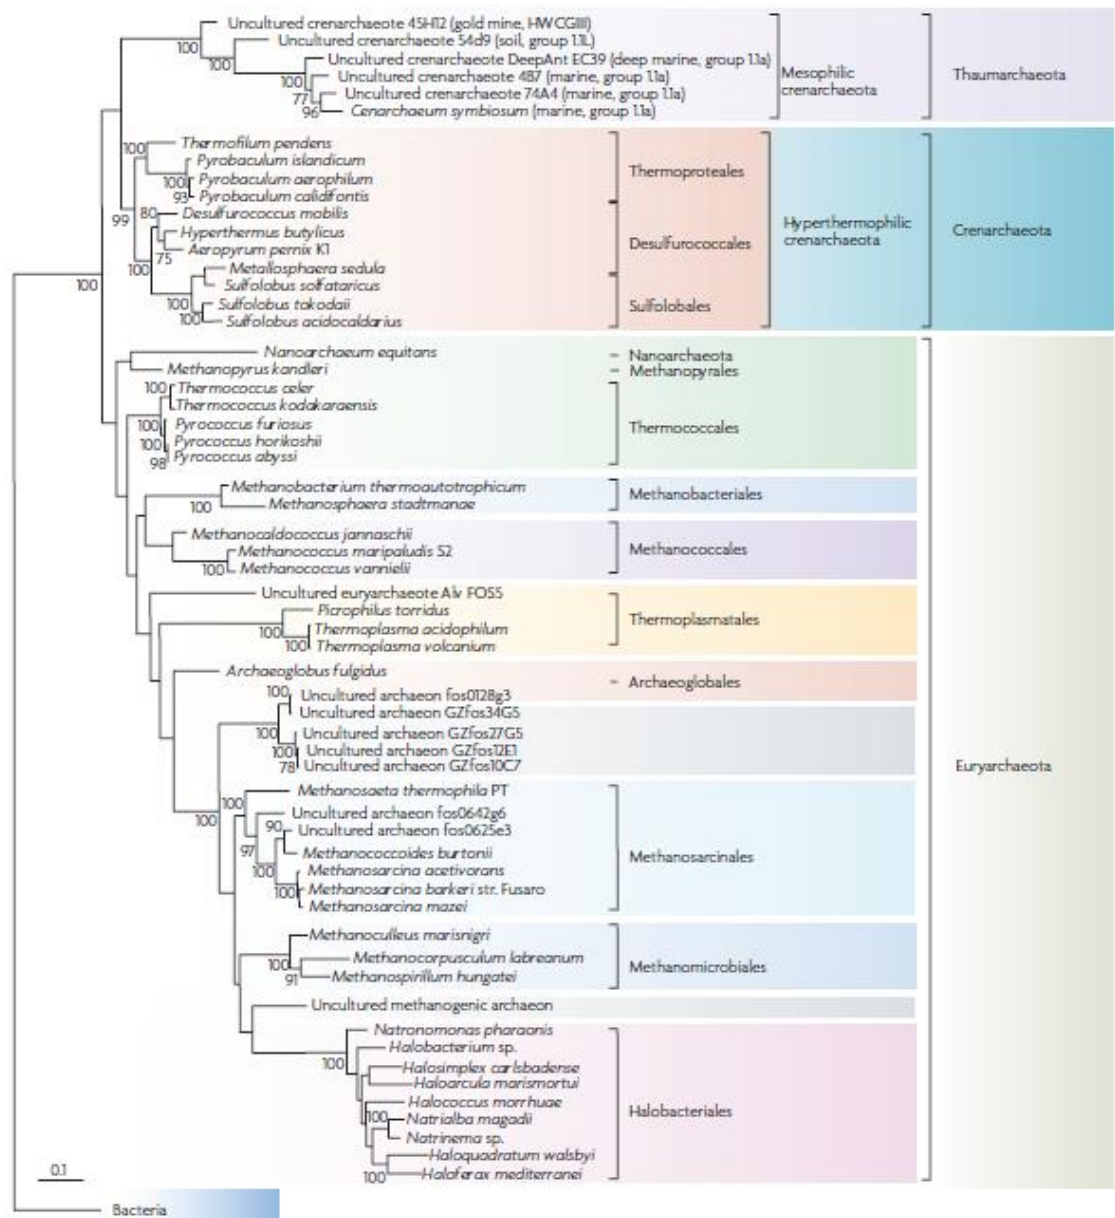 Uncultured crenarchaeote 45H12 (gold mine, HWCGIII)
100
Uncultured crenarchaeote 54d9 (soil, group 1.1L)
100
Uncultured crenarchaeote DeepAnt EC39 (deep marine, group 1.1a)
100
Uncultured crenarchaeote 4B7 (marine, group 1.1a)
77
Uncultured crenarchaeote 74A4 (marine, group 1.1a)
96
Cenarchaeum symbiosum (marine, group 1.1a)
Mesophilic
crenarchaeota
Thaumarchaeota
100
Thermofilum pendens
Pyrobaculum islandicum
100
Pyrobaculum aerophilum
93
Pyrobaculum calidifontis
Thermoproteales
99
80
Desulfurococcus mobilis
Hyperthermus butylicus
75
Aeropyrum pernix K1
Desulfurococcales
Hyperthermophilic
crenarchaeota
Crenarchaeota
100
100
Metallosphaera sedula
Sulfolobus solfataricus
100
Sulfolobus tokodaii
100
Sulfolobus acidocaldarius
Sulfolobales
Nanoarchaeum equitans
Nanoarchaeota
Methanopyrus kandleri
Methanopyrales
100
Thermococcus celer
Thermococcus kodakaraensis
100
Pyrococcus furiosus
100
Pyrococcus horikoshii
98
Pyrococcus abyssi
Thermococcales
Methanobacterium thermoautotrophicum
100
Methanosphaera stadtmanae
Methanobacteriales
Methanocaldococcus jannaschii
Methanococcus maripaludis S2
100
Methanococcus vannielii
Methanococcales
Uncultured euryarchaeote Alv FOS5
Picrophilus torridus
100
Thermoplasma acidophilum
100
Thermoplasma volcanium
Thermoplasmatales
Archaeoglobus fulgidus
Archaeoglobales
100
Uncultured archaeon fos0128g3
Uncultured archaeon GZfos34G5
100
Uncultured archaeon GZfos27G5
100
Uncultured archaeon GZfos12E1
78
Uncultured archaeon GZfos10C7
Euryarchaeota
100
100
Methanosaeta thermophila PT
Uncultured archaeon fos0642g6
90
Uncultured archaeon fos0625e3
97
Methanococcoides burtonii
100
Methanosarcina acetivorans
100
Methanosarcina barkeri str. Fusaro
Methanosarcina mazei
Methanosarcinales
Methanoculleus marisnigri
100
Methanocorpusculum labreanum
91
Methanospirillum hungatei
Methanomicrobiales
Uncultured methanogenic archaeon
Natronomonas pharaonis
100
Halobacterium sp.
Halosimplex carlsbadense
Haloarcula marismortui
Halococcus morrhuae
100
Natrialba magadii
Natrinema sp.
Haloquadratum walsbyi
100
Haloferax mediterranei
Halobacteriales
0.1
Bacteria